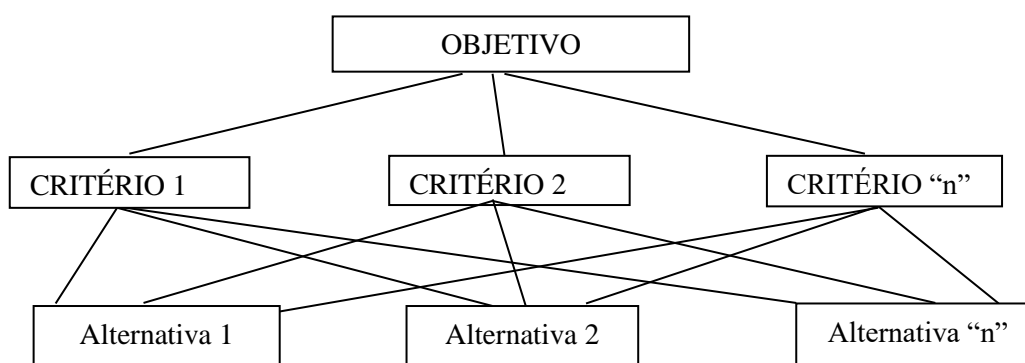 OBJETIVO
CRITÉRIO 1
CRITÉRIO 2
CRITÉRIO “n”
Alternativa 1
Alternativa 2
Alternativa “n”